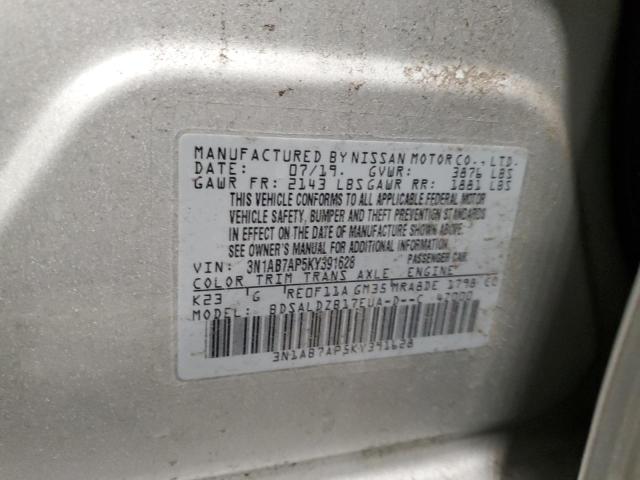 MANUFACTURED BY NISSAN MOTOR CO., LTD.
DATE: 07/19. GVWR: 3876 LBS
GAWR FR: 2143 LBS GAWR RR: 1881 LBS
THIS VEHICLE CONFORMS TO ALL APPLICABLE FEDERAL MOTOR
VEHICLE SAFETY, BUMPER AND THEFT PREVENTION STANDARDS
IN EFFECT ON THE DATE OF MANUFACTURE SHOWN ABOVE.
SEE OWNER'S MANUAL FOR ADDITIONAL INFORMATION.
VIN: 3N1AB7AP5KY391628 PASSENGER CAR
COLOR TRIM TRANS AXLE ENGINE
K23 G RE0F11A GM35 MRA8DE 1798 CC
MODEL: BDSALDZB17EUA-D--C 47000
3N1AB7AP5KY391628